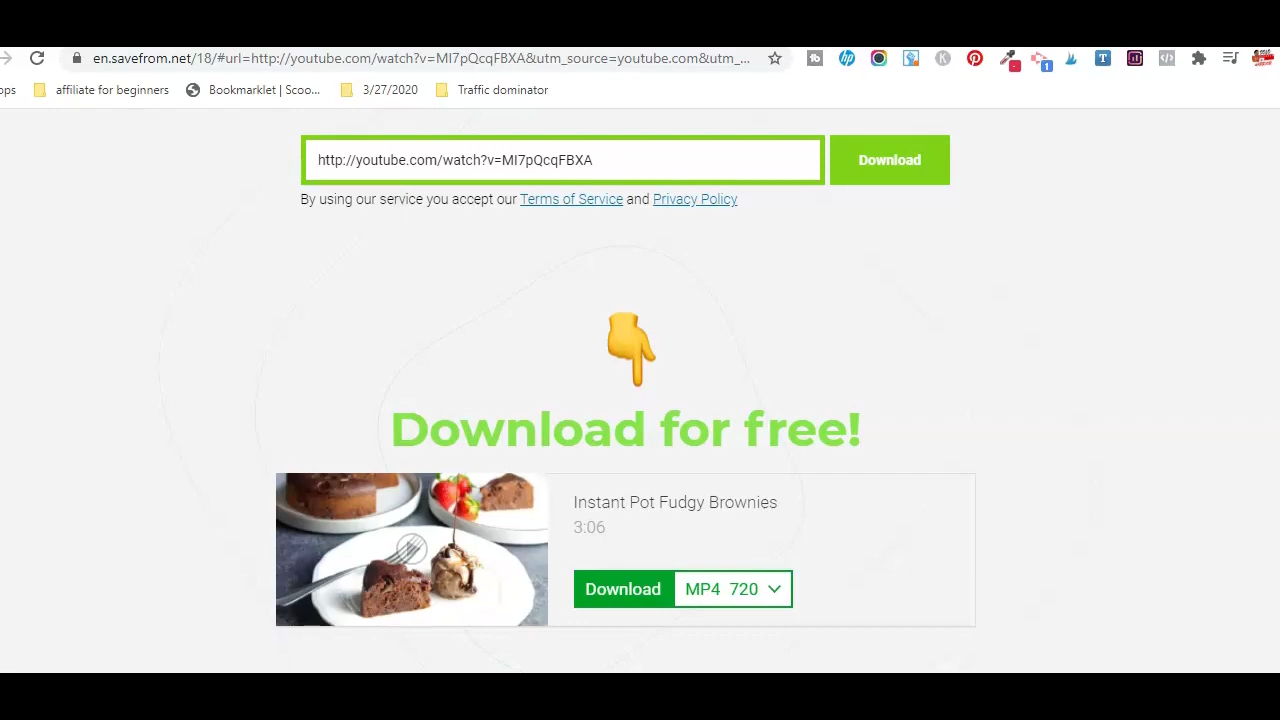 en.savefrom.net/18/#url=http://youtube.com/watch?v=MI7pQcqFBXA&utm_source=youtube.com&utm_...
ops affiliate for beginners Bookmarklet | Scoo... 3/27/2020 Traffic dominator
http://youtube.com/watch?v=MI7pQcqFBXA Download
By using our service you accept our Terms of Service and Privacy Policy
Download for free!
Instant Pot Fudgy Brownies
3:06
Download MP4 720